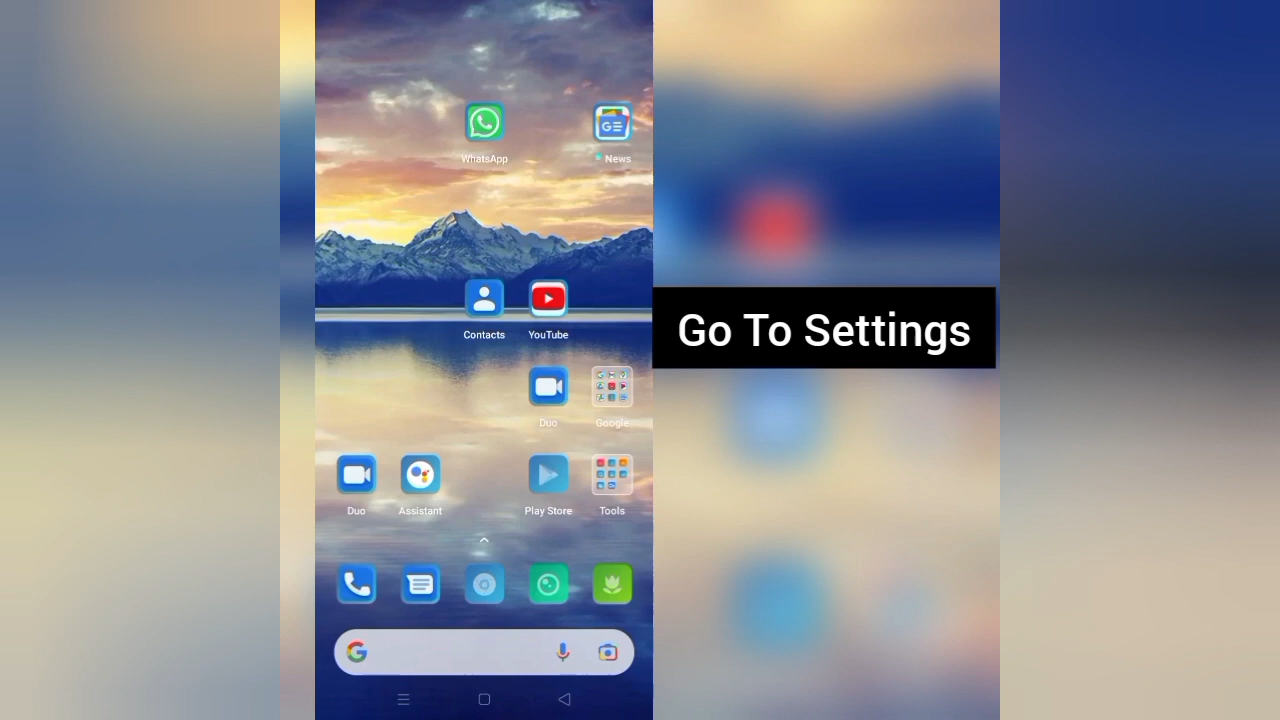 WhatsApp
News
Contacts
YouTube
Go To Settings
Duo
Google
Duo
Assistant
Play Store
Tools